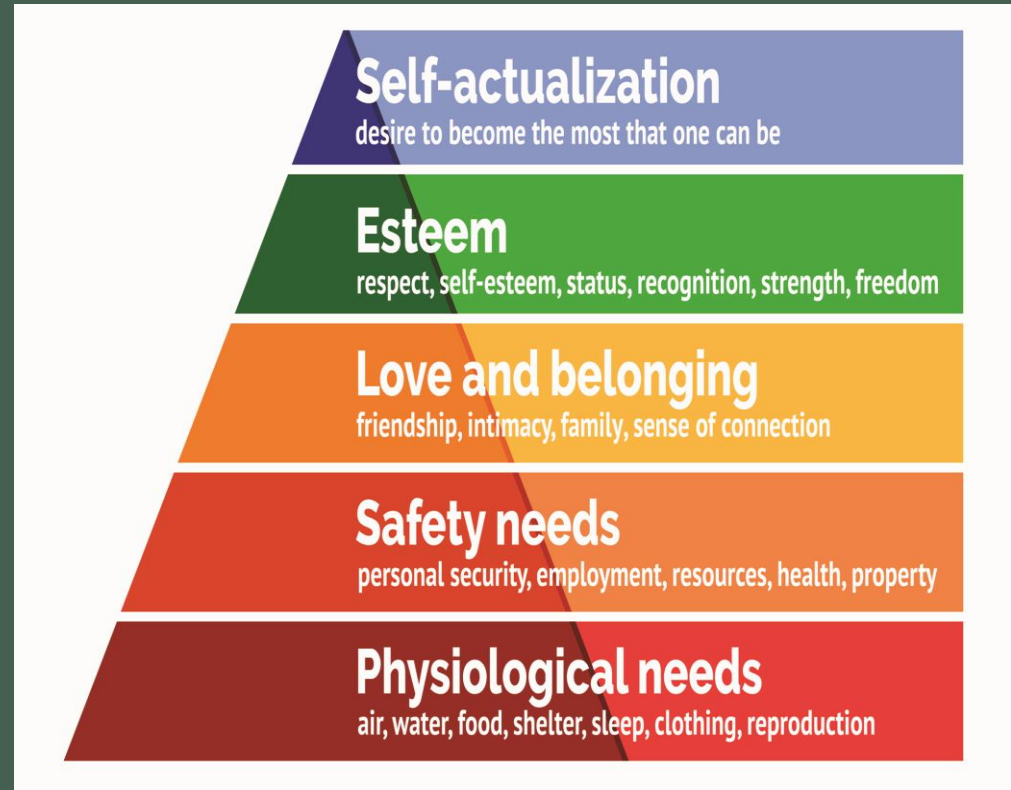 Self-actualization
desire to become the most that one can be
Esteem
respect, self-esteem, status, recognition, strength, freedom
Love and belonging
friendship, intimacy, family, sense of connection
Safety needs
personal security, employment, resources, health, property
Physiological needs
air, water, food, shelter, sleep, clothing, reproduction